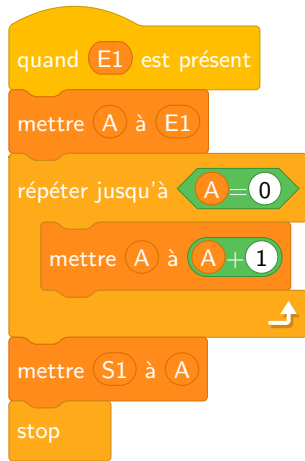 quand E1 est présent
mettre A à E1
répéter jusqu'à A = 0
mettre A à A + 1
mettre S1 à A
stop